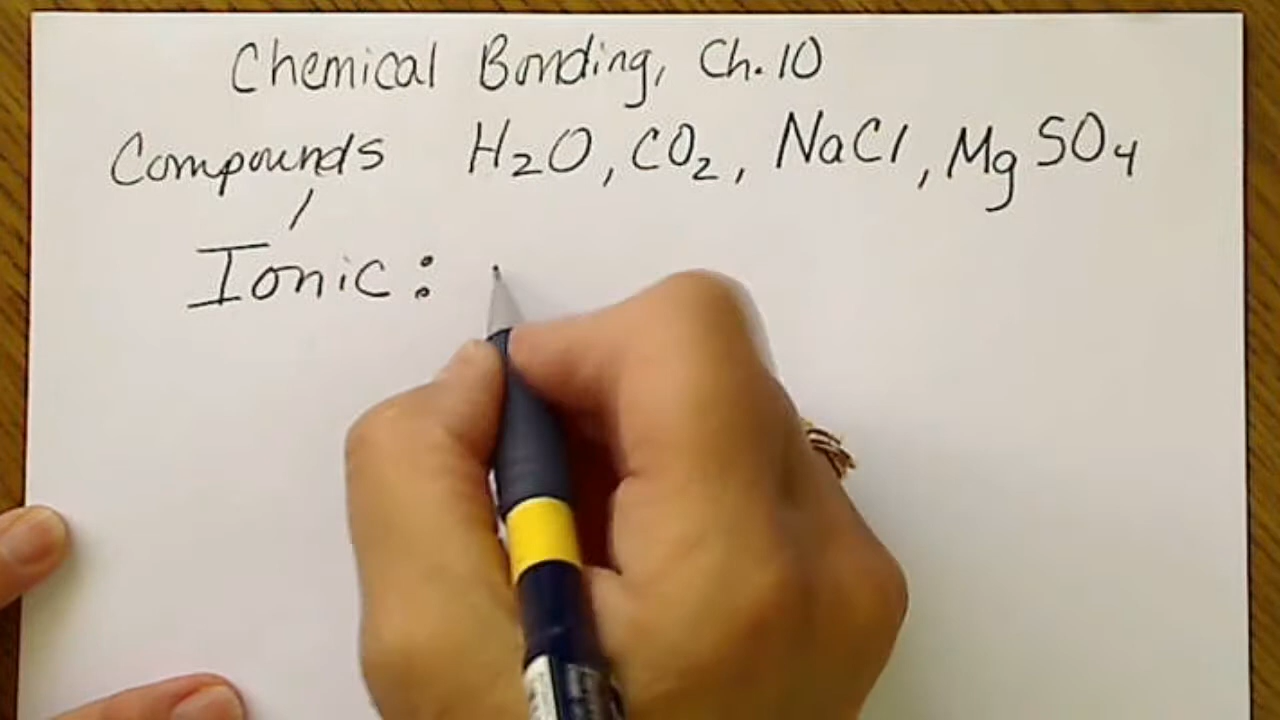 Chemical Bonding, Ch. 10
Compounds H₂O, CO₂, NaCl, MgSO₄
Ionic: